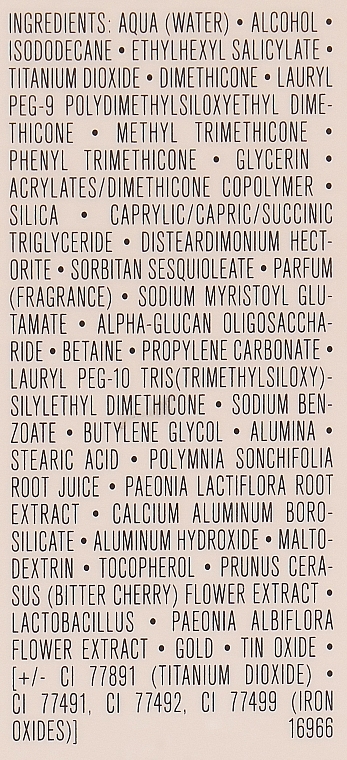 INGREDIENTS: AQUA (WATER) • ALCOHOL •
ISODODECANE • ETHYLHEXYL SALICYLATE •
TITANIUM DIOXIDE • DIMETHICONE • LAURYL
PEG-9 POLYDIMETHYLSILOXYETHYL DIME-
THICONE • METHYL TRIMETHICONE •
PHENYL TRIMETHICONE • GLYCERIN •
ACRYLATES/DIMETHICONE COPOLYMER •
SILICA • CAPRYLIC/CAPRIC/SUCCINIC
TRIGLYCERIDE • DISTEARDIMONIUM HECT-
ORITE • SORBITAN SESQUIOLEATE • PARFUM
(FRAGRANCE) • SODIUM MYRISTOYL GLU-
TAMATE • ALPHA-GLUCAN OLIGOSACCHA-
RIDE • BETAINE • PROPYLENE CARBONATE •
LAURYL PEG-10 TRIS(TRIMETHYLSILOXY)-
SILYLETHYL DIMETHICONE • SODIUM BEN-
ZOATE • BUTYLENE GLYCOL • ALUMINA •
STEARIC ACID • POLYMNIA SONCHIFOLIA
ROOT JUICE • PAEONIA LACTIFLORA ROOT
EXTRACT • CALCIUM ALUMINUM BORO-
SILICATE • ALUMINUM HYDROXIDE • MALTO-
DEXTRIN • TOCOPHEROL • PRUNUS CERA-
SUS (BITTER CHERRY) FLOWER EXTRACT •
LACTOBACILLUS • PAEONIA ALBIFLORA
FLOWER EXTRACT • GOLD • TIN OXIDE •
[+/- CI 77891 (TITANIUM DIOXIDE) •
CI 77491, CI 77492, CI 77499 (IRON
OXIDES)] 16966